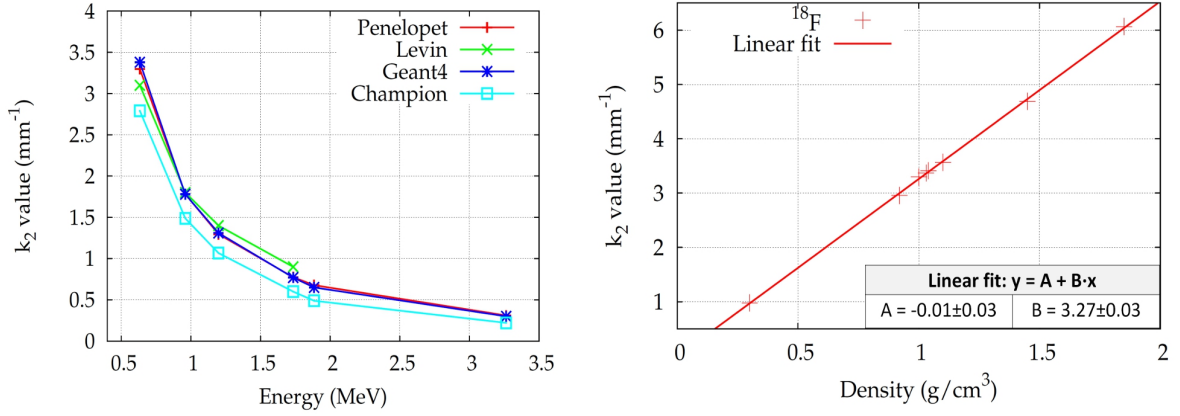 4
3.5
3
2.5
2
1.5
1
0.5
0
0.5 1 1.5 2 2.5 3 3.5
k2 value (mm-1)
Energy (MeV)
Penelopet
Levin
Geant4
Champion
6
5
4
3
2
1
0 0.5 1 1.5 2
k2 value (mm-1)
Density (g/cm3)
18F
Linear fit
Linear fit: y = A + B·x
A = -0.01±0.03 B = 3.27±0.03